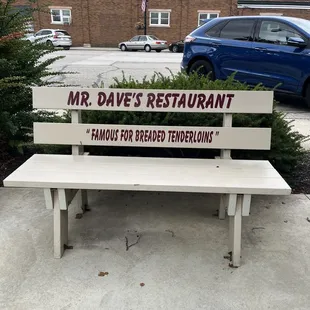 MR. DAVE'S RESTAURANT
"FAMOUS FOR BREADED TENDERLOINS"